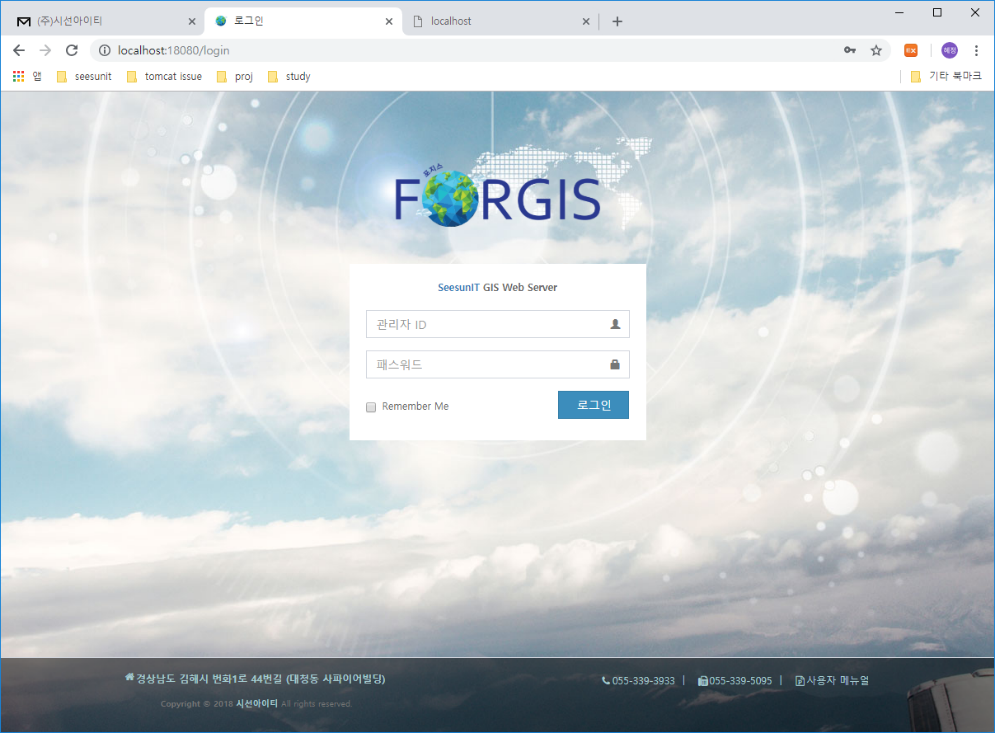 (주)시선아이티
로그인
localhost
localhost:18080/login
앱
seesunit
tomcat issue
proj
study
기타 북마크
포지스
FORGIS
SeesunIT GIS Web Server
관리자 ID
패스워드
Remember Me
로그인
경상남도 김해시 번화1로 44번길 (대청동 사파이어빌딩)
055-339-3933 | 055-339-5095 | 사용자 메뉴얼
Copyright © 2018 시선아이티 All rights reserved.